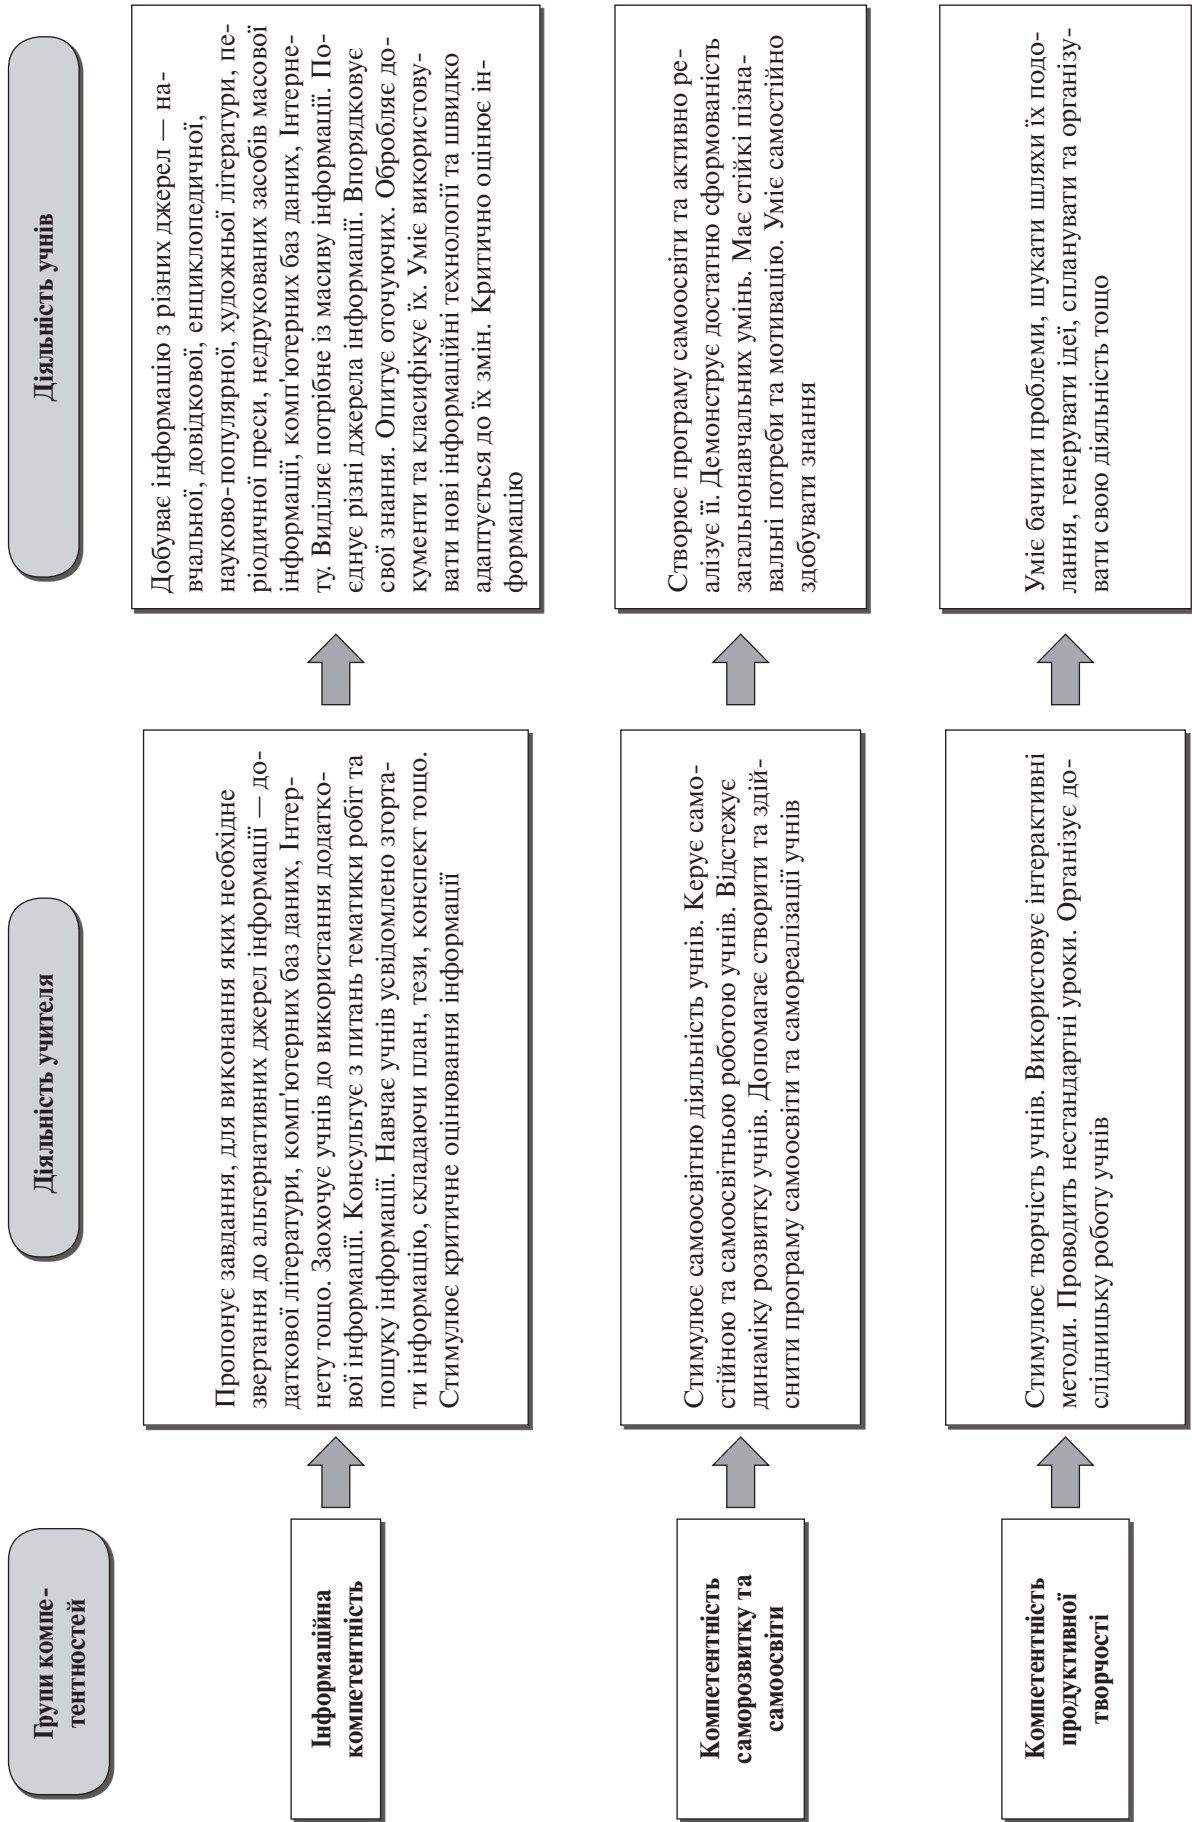 Групи компе-
тентностей
Діяльність учителя
Діяльність учнів
Інформаційна
компетентність
Пропонує завдання, для виконання яких необхідне
звертання до альтернативних джерел інформації — до-
даткової літератури, комп'ютерних баз даних, Інтер-
нету тощо. Заохочує учнів до використання додатко-
вої інформації. Консультує з питань тематики робіт та
пошуку інформації. Навчає учнів усвідомлено згорта-
ти інформацію, складаючи план, тези, конспект тощо.
Стимулює критичне оцінювання інформації
Добуває інформацію з різних джерел — на-
вчальної, довідкової, енциклопедичної,
науково-популярної, художньої літератури, пе-
ріодичної преси, недрукованих засобів масової
інформації, комп'ютерних баз даних, Інтерне-
ту. Виділяє потрібне із масиву інформації. По-
єднує різні джерела інформації. Впорядковує
свої знання. Опитує оточуючих. Обробляє до-
кументи та класифікує їх. Уміє використову-
вати нові інформаційні технології та швидко
адаптується до їх змін. Критично оцінює ін-
формацію
Компетентність
саморозвитку та
самоосвіти
Стимулює самоосвітню діяльність учнів. Керує само-
стійною та самоосвітньою роботою учнів. Відстежує
динаміку розвитку учнів. Допомагає створити та здій-
снити програму самоосвіти та самореалізації учнів
Створює програму самоосвіти та активно ре-
алізує її. Демонструє достатню сформованість
загальнонавчальних умінь. Має стійкі пізна-
вальні потреби та мотивацію. Уміє самостійно
здобувати знання
Компетентність
продуктивної
творчості
Стимулює творчість учнів. Використовує інтерактивні
методи. Проводить нестандартні уроки. Організує до-
слідницьку роботу учнів
Уміє бачити проблеми, шукати шляхи їх подо-
лання, генерувати ідеї, спланувати та організу-
вати свою діяльність тощо